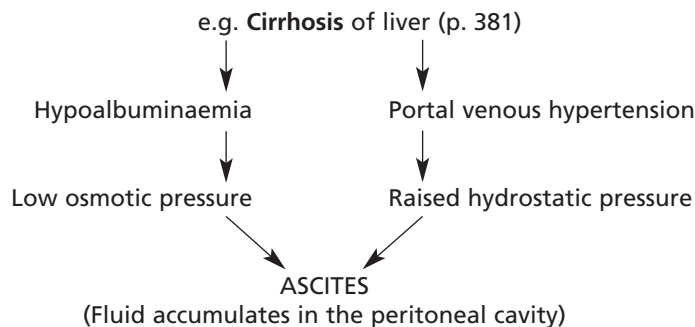 e.g. Cirrhosis of liver (p. 381)
Hypoalbuminaemia
Portal venous hypertension
Low osmotic pressure
Raised hydrostatic pressure
ASCITES
(Fluid accumulates in the peritoneal cavity)